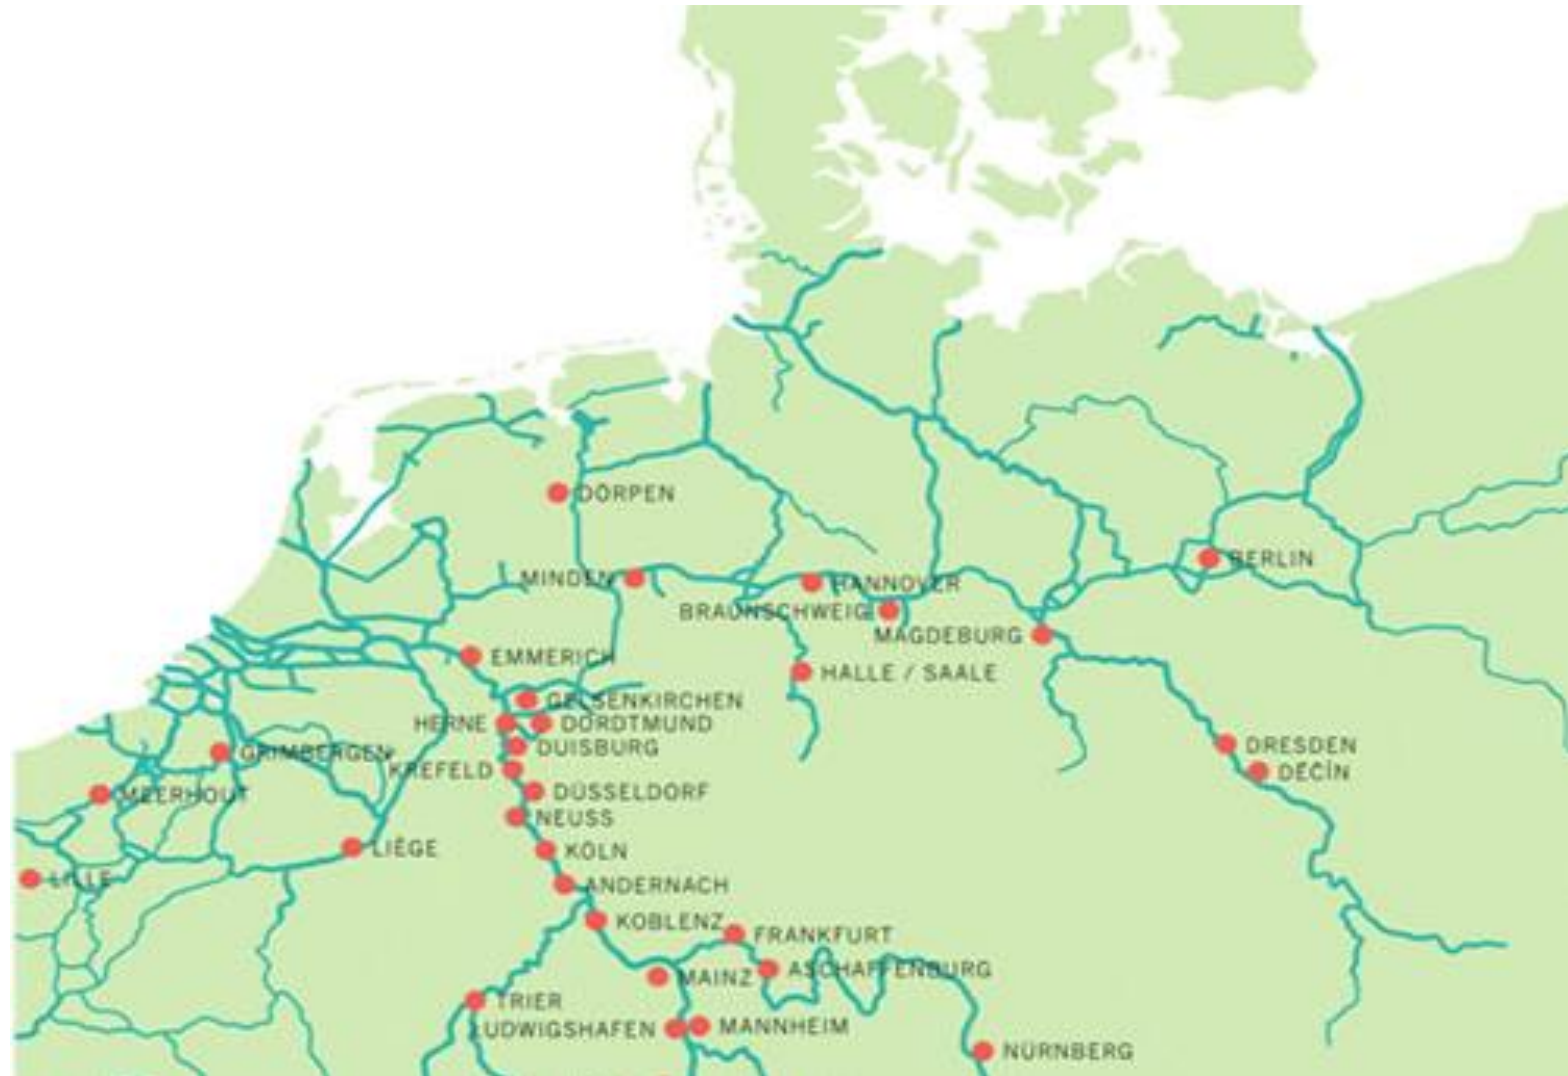 DÖRPEN
BERLIN
MINDEN
HANNOVER
BRAUNSCHWEIG
MAGDEBURG
EMMERICH
HALLE / SAALE
GELSENKIRCHEN
HERNE
DORDTMUND
DUISBURG
DRESDEN
GRIMBERGEN
KREFELD
DĚČÍN
DÜSSELDORF
MEERHOUT
NEUSS
LIÈGE
KÖLN
LILLE
ANDERNACH
KOBLENZ
FRANKFURT
MAINZ
ASCHAFFENBURG
TRIER
LUDWIGSHAFEN
MANNHEIM
NÜRNBERG